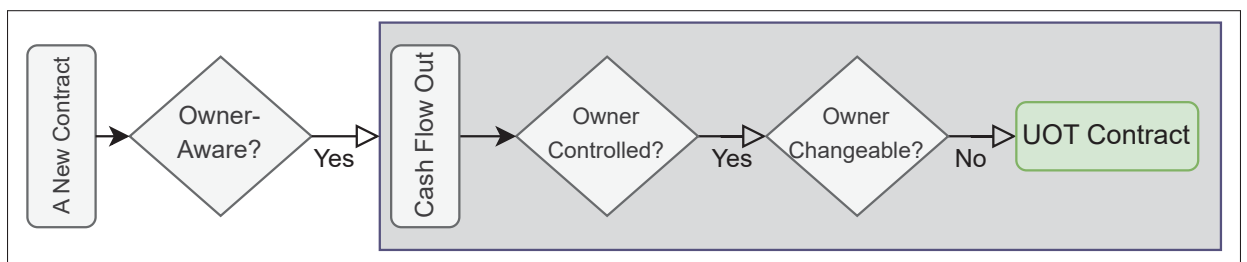 A New Contract
Owner-
Aware?
Yes
Cash Flow Out
Owner
Controlled?
Yes
Owner
Changeable?
No
UOT Contract